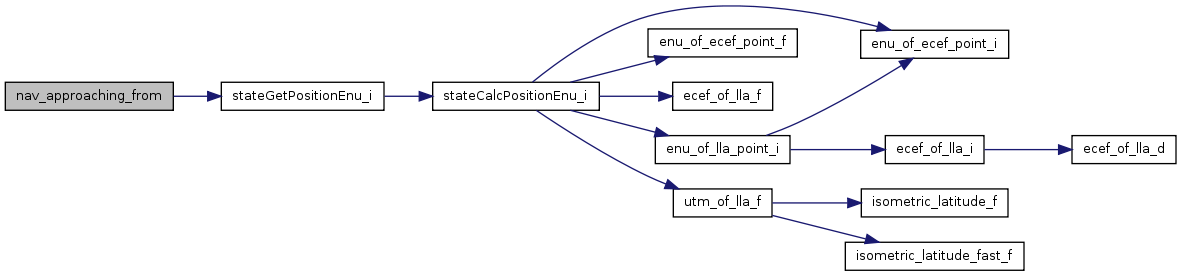 nav_approaching_from
stateGetPositionEnu_i
stateCalcPositionEnu_i
enu_of_ecef_point_f
enu_of_ecef_point_i
ecef_of_lla_f
enu_of_lla_point_i
ecef_of_lla_i
ecef_of_lla_d
utm_of_lla_f
isometric_latitude_f
isometric_latitude_fast_f